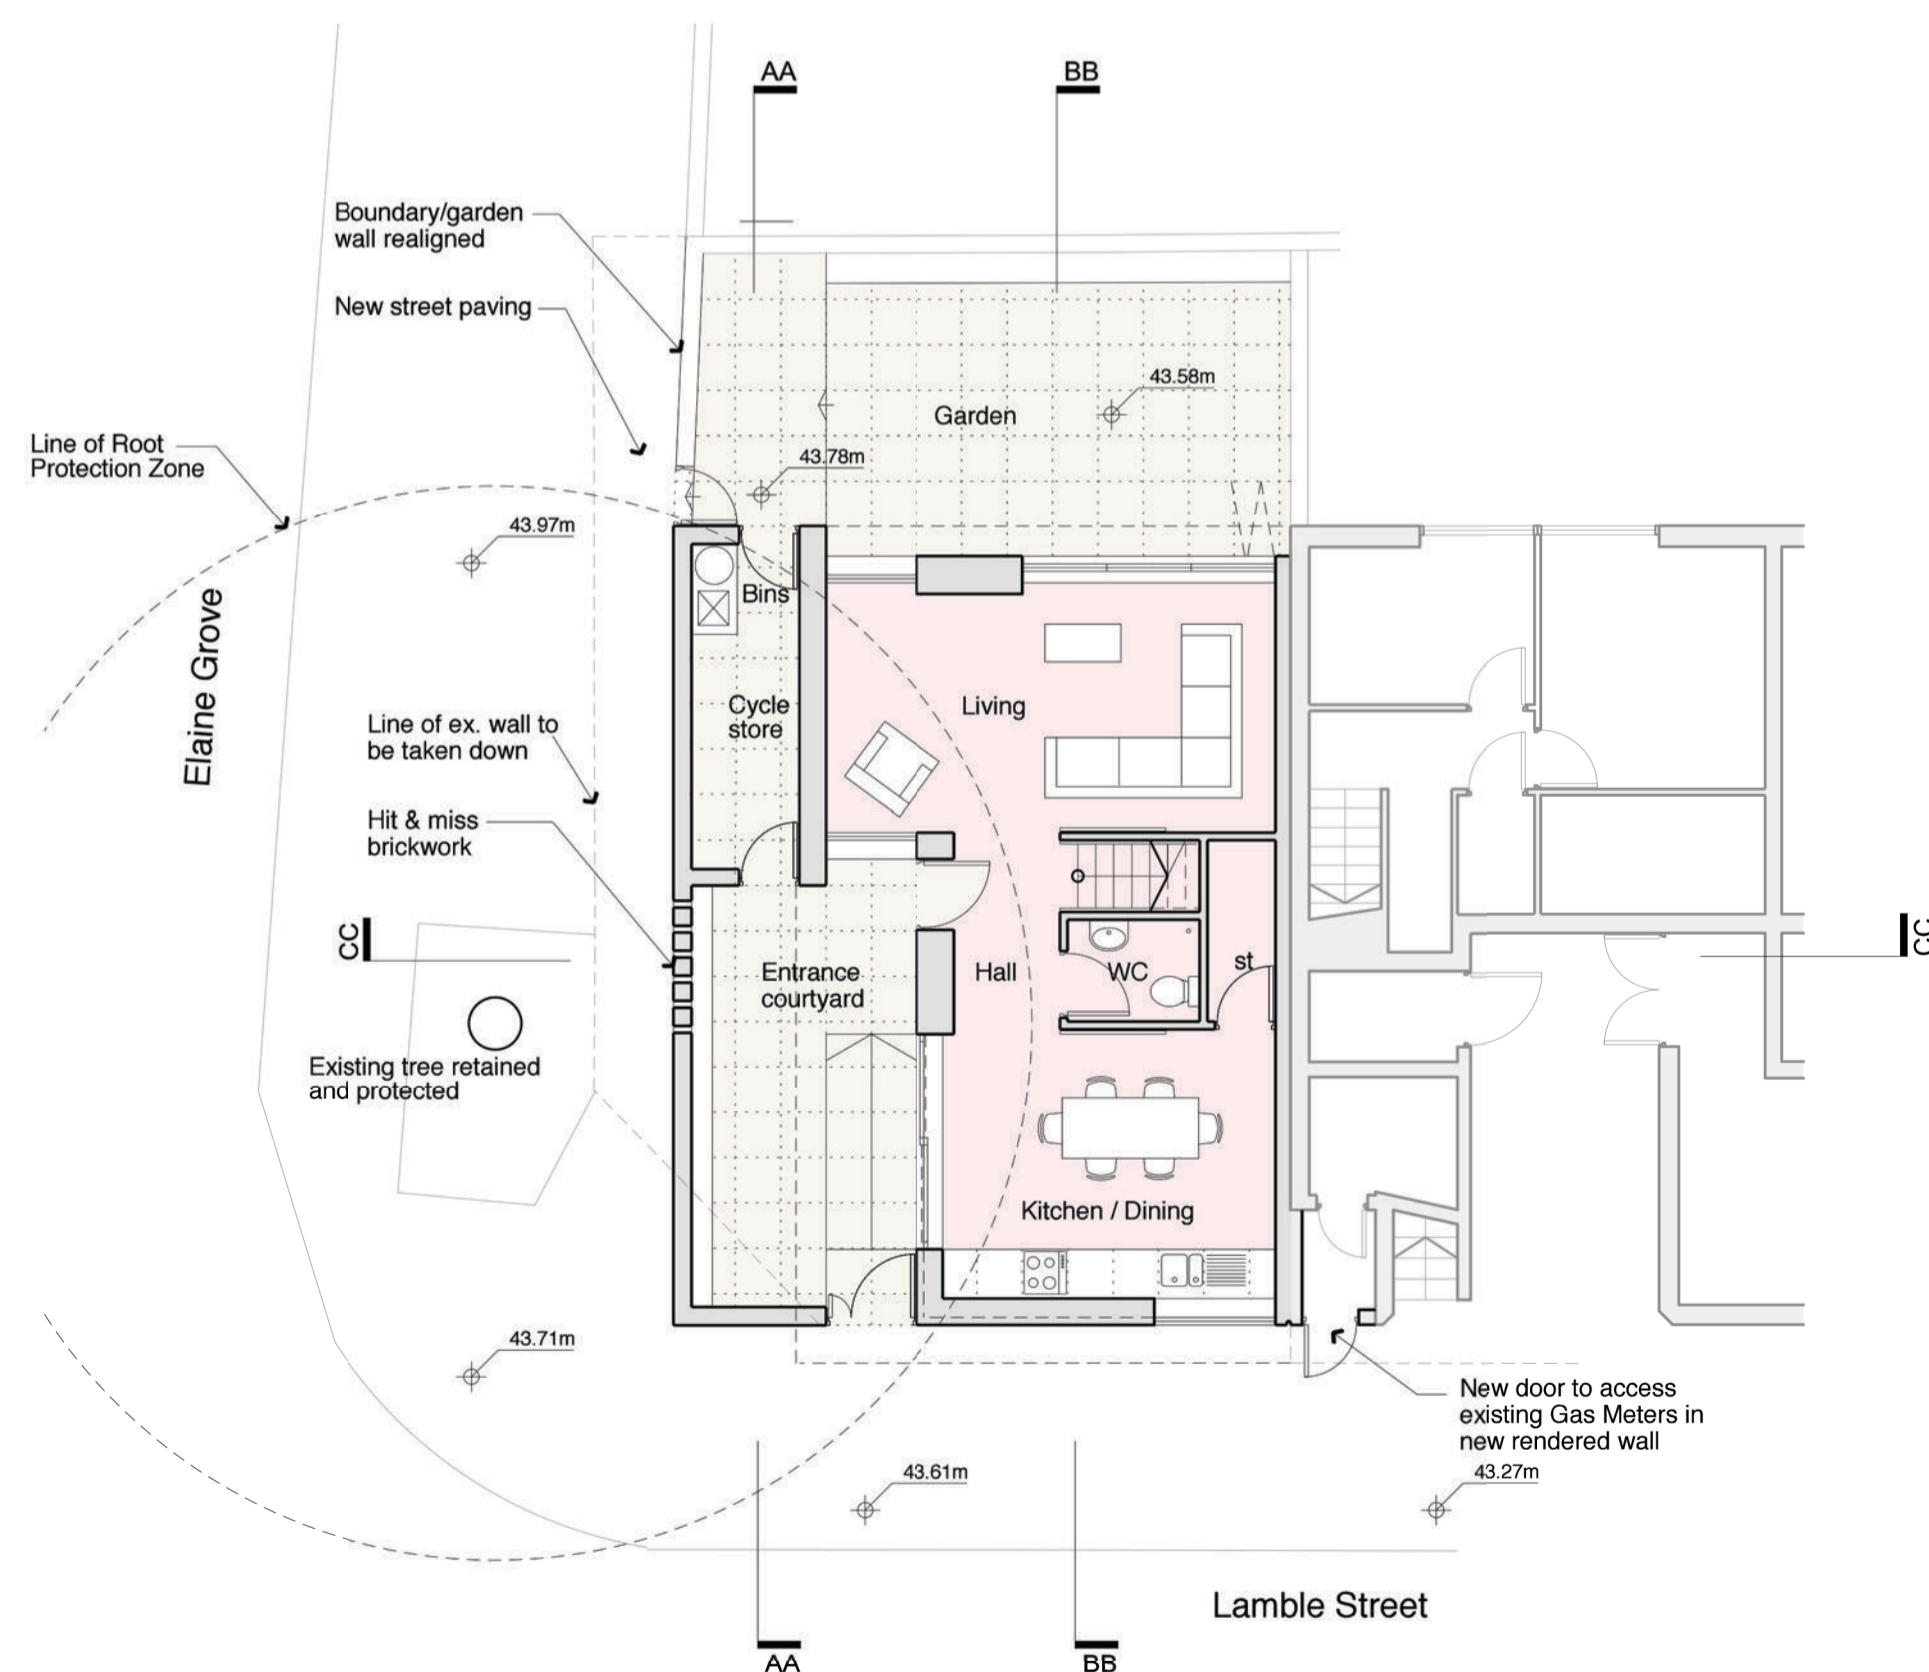 AA
BB
Boundary/garden
wall realigned
New street paving
43.58m
Garden
Line of Root
Protection Zone
43.78m
43.97m
Bins
Elaine Grove
Living
Cycle
store
Line of ex. wall to
be taken down
Hit & miss
brickwork
CC
CC
Entrance
courtyard
Hall
WC
st
Existing tree retained
and protected
Kitchen / Dining
43.71m
New door to access
existing Gas Meters in
new rendered wall
43.61m
43.27m
Lamble Street
AA
BB